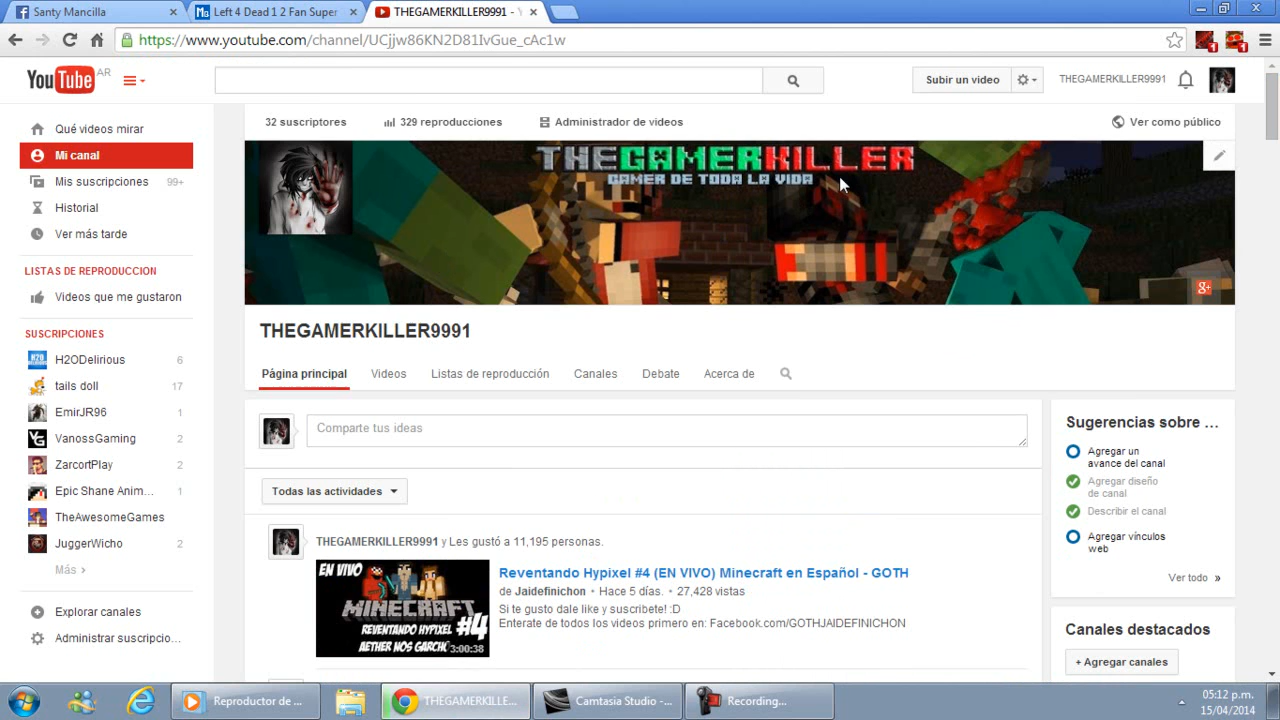 Santy Mancilla
Left 4 Dead 1 2 Fan Super
THEGAMERKILLER9991 - Y
https://www.youtube.com/channel/UCjjw86KN2D81IvGue_cAc1w
1
1
YouTube AR
Subir un video
THEGAMERKILLER9991
Qué videos mirar
Mi canal
Mis suscripciones 99+
Historial
Ver más tarde
LISTAS DE REPRODUCCION
Videos que me gustaron
SUSCRIPCIONES
H2ODelirious 6
tails doll 17
EmirJR96 1
VanossGaming 2
ZarcortPlay 2
Epic Shane Anim... 1
TheAwesomeGames
JuggerWicho 2
Más >
Explorar canales
Administrar suscripcio...
32 suscriptores
329 reproducciones
Administrador de videos
Ver como público
THEGAMERKILLER
GAMER DE TODA LA VIDA
g+
THEGAMERKILLER9991
Página principal
Videos
Listas de reproducción
Canales
Debate
Acerca de
Comparte tus ideas
Todas las actividades
THEGAMERKILLER9991 y Les gustó a 11,195 personas.
EN VIVO
MINECRAFT
REVENTANDO HYPIXEL #4
AETHER NOS GARCHO
3:00:38
Reventando Hypixel #4 (EN VIVO) Minecraft en Español - GOTH
de Jaidefinichon • Hace 5 días. • 27,428 vistas
Si te gusto dale like y suscribete! :D
Enterate de todos los videos primero en: Facebook.com/GOTHJAIDEFINICHON
Sugerencias sobre ...
Agregar un
avance del canal
Agregar diseño
de canal
Describir el canal
Agregar vínculos
web
Ver todo »
Canales destacados
+ Agregar canales
Reproductor de ...
THEGAMERKILLE...
Camtasia Studio -...
Recording...
05:12 p.m.
15/04/2014